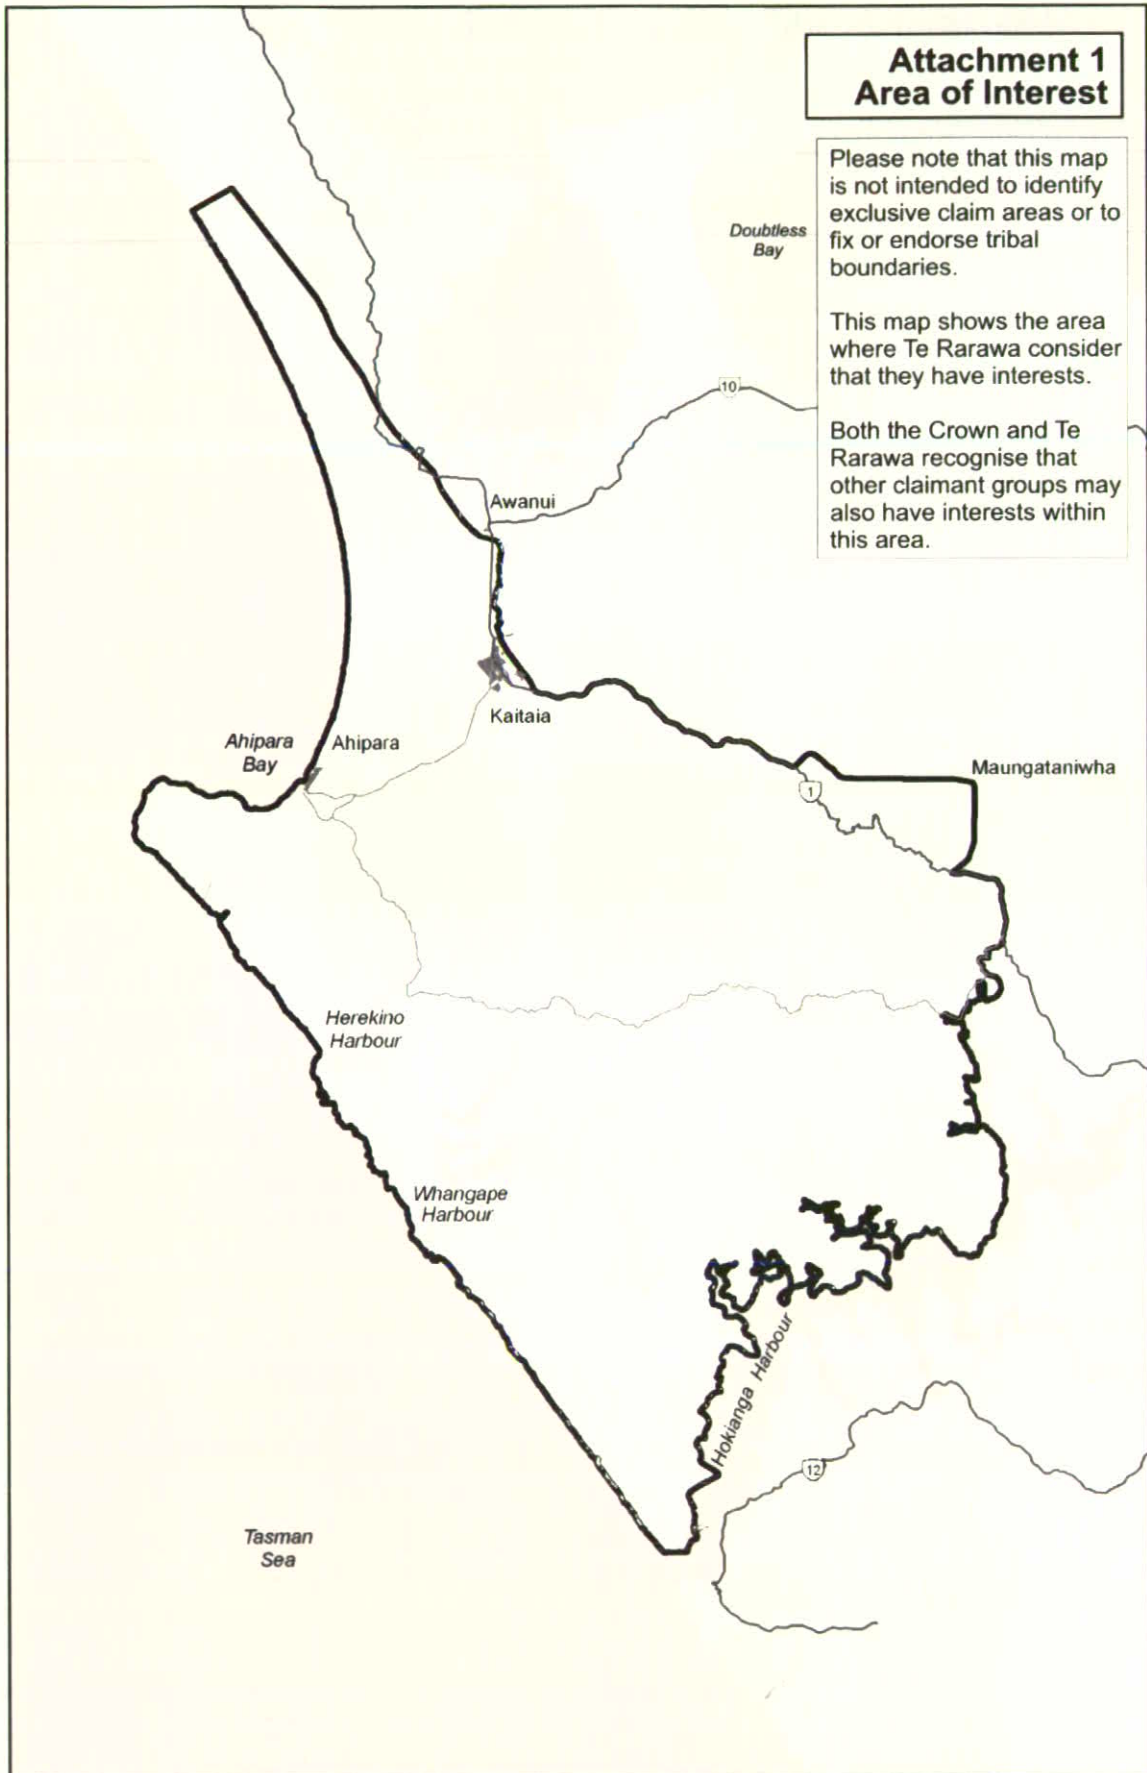 Attachment 1
Area of Interest
Please note that this map
is not intended to identify
exclusive claim areas or to
fix or endorse tribal
boundaries.
This map shows the area
where Te Rarawa consider
that they have interests.
Both the Crown and Te
Rarawa recognise that
other claimant groups may
also have interests within
this area.
Doubtless
Bay
10
Awanui
Kaitaia
Ahipara
Bay
Ahipara
Maungataniwha
1
Herekino
Harbour
Whangape
Harbour
Hokianga Harbour
12
Tasman
Sea